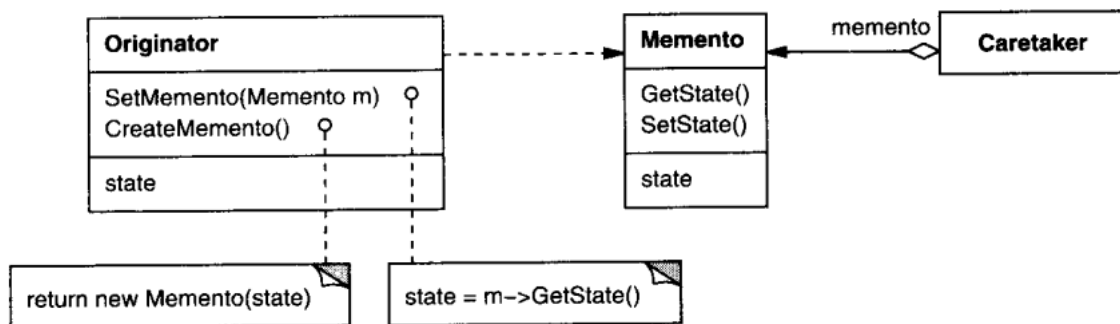 Originator
SetMemento(Memento m)
CreateMemento()
state
Memento
GetState()
SetState()
state
memento
Caretaker
return new Memento(state)
state = m->GetState()